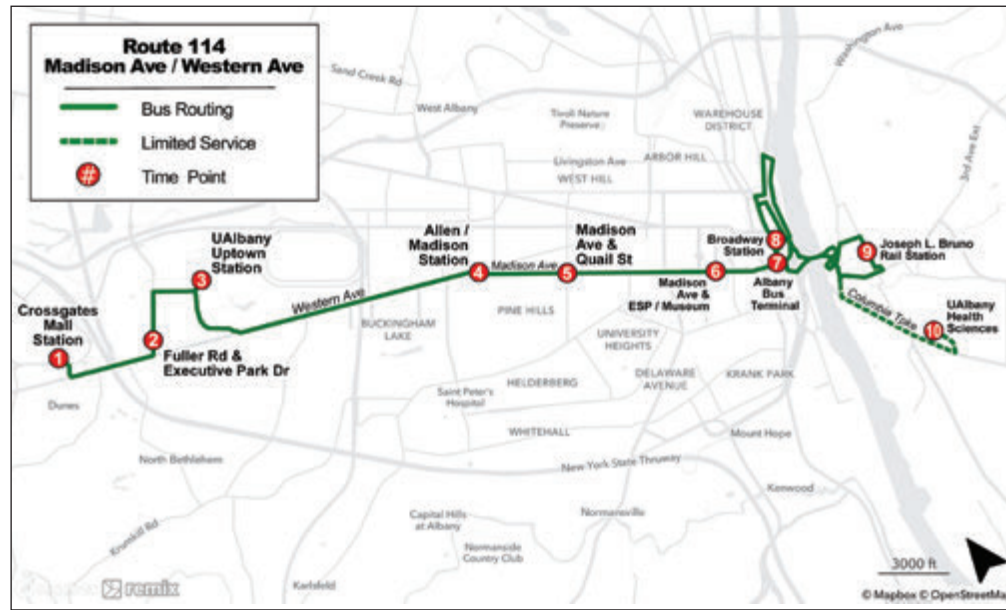 Route 114
Madison Ave / Western Ave
Bus Routing
Limited Service
#
Time Point
Sand Creek Rd
West Albany
Tivoli Nature
Preserve
WAREHOUSE
DISTRICT
Washington Ave
3rd Ave Ext
Livingston Ave
ARBOR HILL
WEST HILL
UAlbany
Uptown
Station
3
Allen /
Madison
Station
4
Madison Ave
Madison
Ave &
Quail St
5
Broadway
Station
8
7
Albany
Bus
Terminal
6
Madison
Ave &
ESP / Museum
9
Joseph L. Bruno
Rail Station
Columbia Tpke
10
UAlbany
Health
Sciences
Crossgates
Mall
Station
1
2
Fuller Rd &
Executive Park Dr
Western Ave
BUCKINGHAM
LAKE
PINE HILLS
UNIVERSITY
HEIGHTS
DELAWARE
AVENUE
KRANK PARK
HELDERBERG
Saint Peter's
Hospital
WHITEHALL
Dunes
North Bethlehem
Mount Hope
New York State Thruway
Kenwood
Krumkill Rd
Capital Hills
at Albany
Normansville
Normanside
Country Club
Karlsfeld
remix
3000 ft
© Mapbox © OpenStreetMa